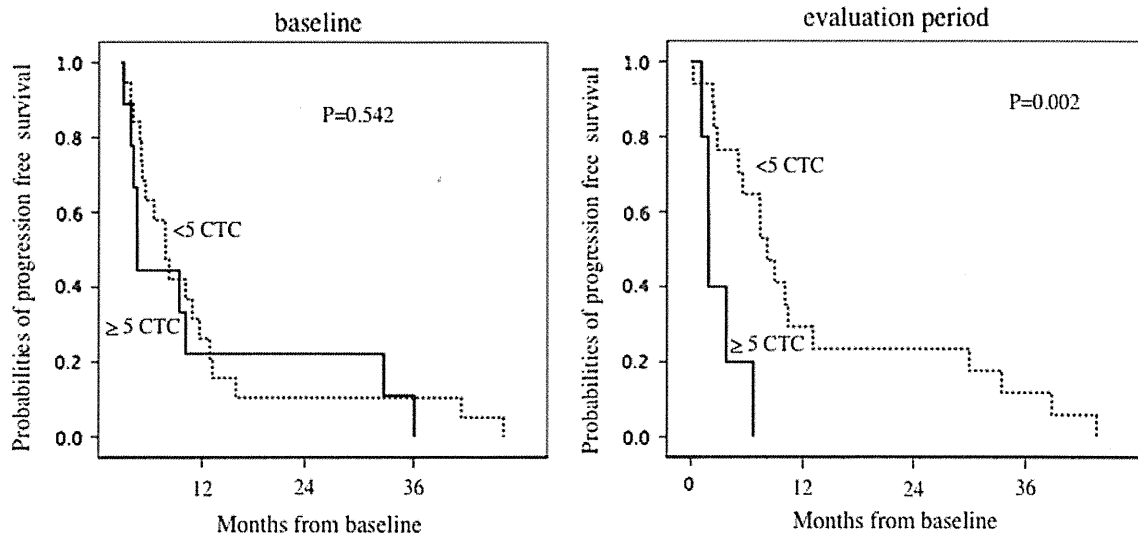 baseline
Probabilities of progression free survival
1.0
0.8
0.6
0.4
0.2
0.0
P=0.542
<5 CTC
≥ 5 CTC
12 24 36
Months from baseline
evaluation period
Probabilities of progression free survival
1.0
0.8
0.6
0.4
0.2
0.0
P=0.002
<5 CTC
≥ 5 CTC
0 12 24 36
Months from baseline